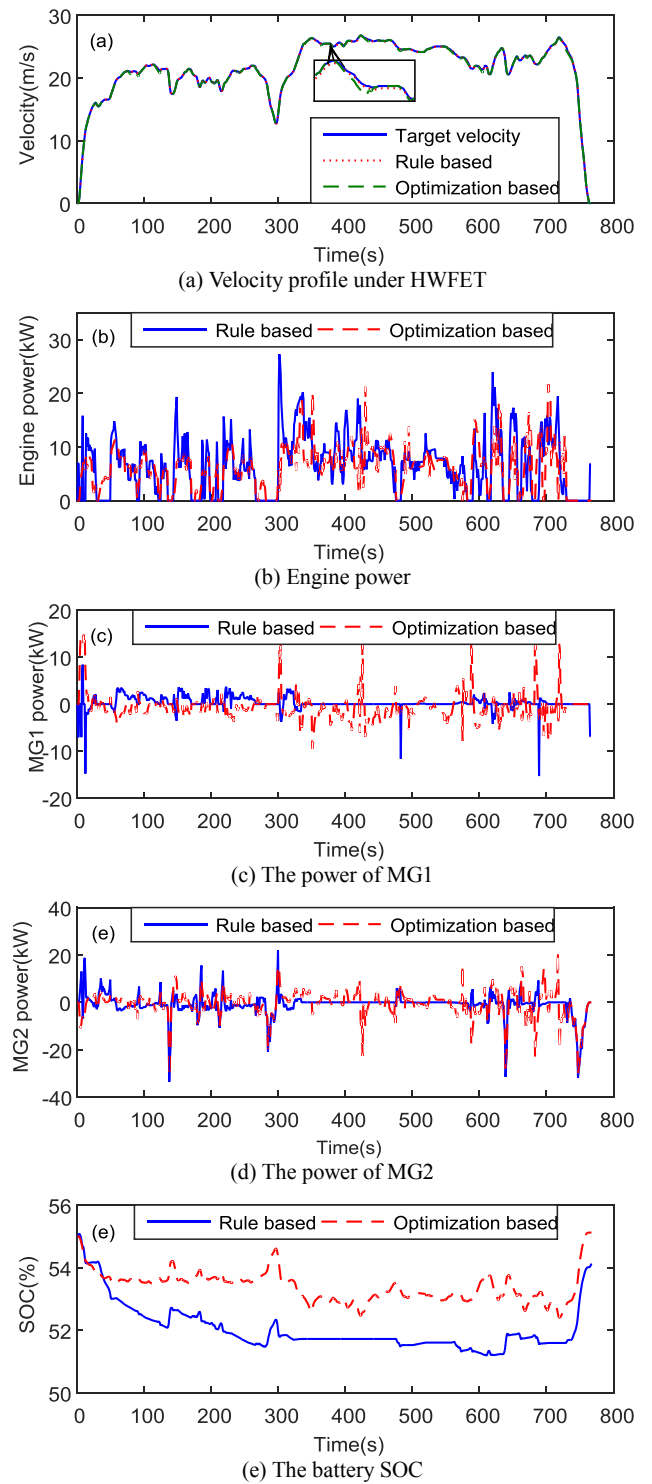 30
(a)
20
Velocity(m/s)
10
Target velocity
Rule based
Optimization based
0
0 100 200 300 400 500 600 700 800
Time(s)
(a) Velocity profile under HWFET
(b) Rule based Optimization based
30
20
Engine power(kW)
10
0
0 100 200 300 400 500 600 700 800
Time(s)
(b) Engine power
20
(c) Rule based Optimization based
10
MG1 power(kW)
0
-10
-20
0 100 200 300 400 500 600 700 800
Time(s)
(c) The power of MG1
40
(e) Rule based Optimization based
20
MG2 power(kW)
0
-20
-40
0 100 200 300 400 500 600 700 800
Time(s)
(d) The power of MG2
56
(e) Rule based Optimization based
54
SOC(%)
52
50
0 100 200 300 400 500 600 700 800
Time(s)
(e) The battery SOC